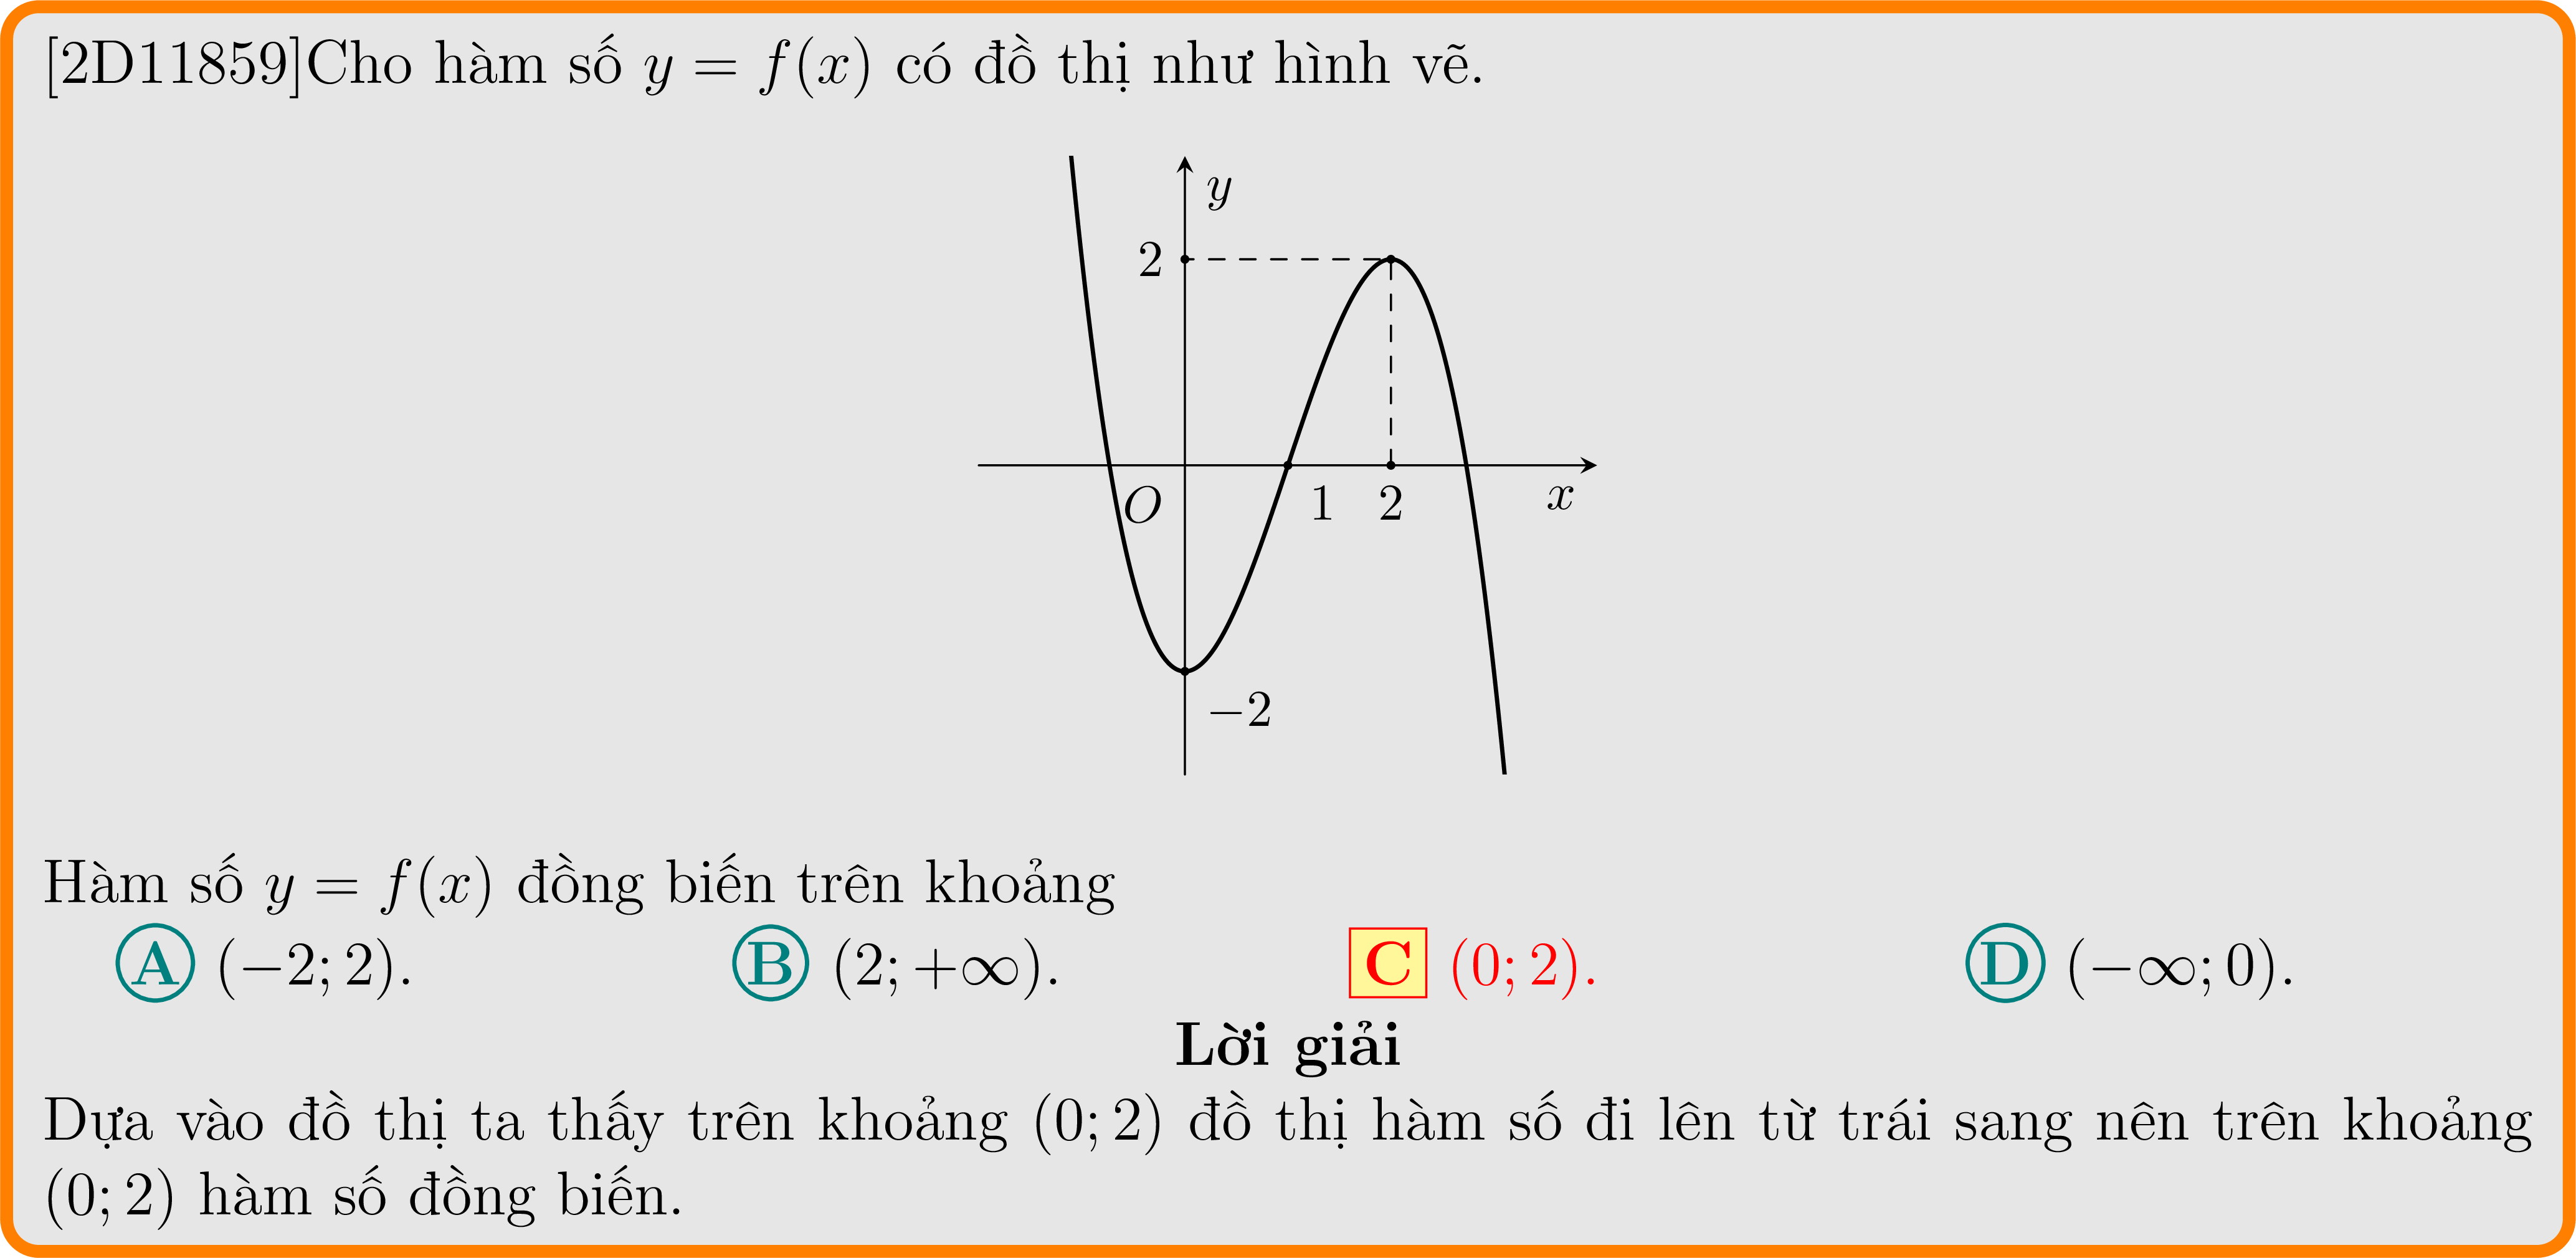 [2D11859]Cho hàm số y = f(x) có đồ thị như hình vẽ.
y
2
O 1 2 x
−2
Hàm số y = f(x) đồng biến trên khoảng
A (−2; 2). B (2; +∞). C (0; 2). D (−∞; 0).
Lời giải
Dựa vào đồ thị ta thấy trên khoảng (0; 2) đồ thị hàm số đi lên từ trái sang nên trên khoảng
(0; 2) hàm số đồng biến.